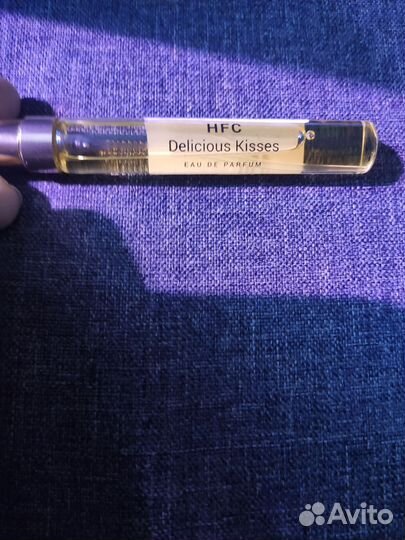 HFC
Delicious Kisses
EAU DE PARFUM
Avito